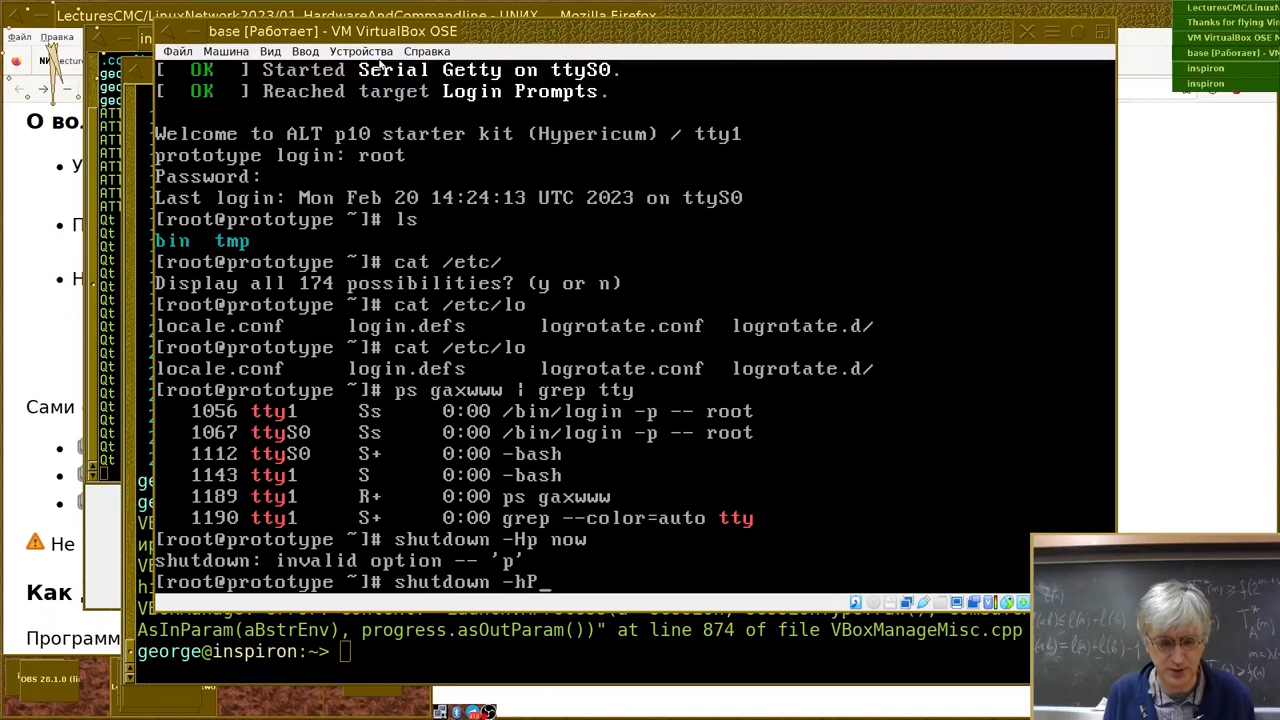 LecturesCMC/LinuxNetwork2023/01_HardwareAndCommandline - UNИX — Mozilla Firefox
LecturesCMC/LinuxN
Thanks for flying Vi
VM VirtualBox OSE M
base [Работает] - VM
inspiron
inspiron
base [Работает] - VM VirtualBox OSE
Файл Правка
Файл Машина Вид Ввод Устройства Справка
[  OK  ] Started Serial Getty on ttyS0.
[  OK  ] Reached target Login Prompts.
Welcome to ALT p10 starter kit (Hypericum) / tty1
prototype login: root
Password:
Last login: Mon Feb 20 14:24:13 UTC 2023 on ttyS0
[root@prototype ~]# ls
bin  tmp
[root@prototype ~]# cat /etc/
Display all 174 possibilities? (y or n)
[root@prototype ~]# cat /etc/lo
locale.conf     login.defs      logrotate.conf  logrotate.d/
[root@prototype ~]# cat /etc/lo
locale.conf     login.defs      logrotate.conf  logrotate.d/
[root@prototype ~]# ps gaxwww | grep tty
1056 tty1     Ss     0:00 /bin/login -p -- root
1067 ttyS0    Ss     0:00 /bin/login -p -- root
1112 ttyS0    S+     0:00 -bash
1143 tty1     S      0:00 -bash
1189 tty1     R+     0:00 ps gaxwww
1190 tty1     S+     0:00 grep --color=auto tty
[root@prototype ~]# shutdown -Hp now
shutdown: invalid option -- 'p'
[root@prototype ~]# shutdown -hP_
AsInParam(aBstrEnv), progress.asOutParam())" at line 874 of file VBoxManageMisc.cpp
george@inspiron:~>
О во
Сами
Не
Как
Программ
OBS 28.1.0 (li